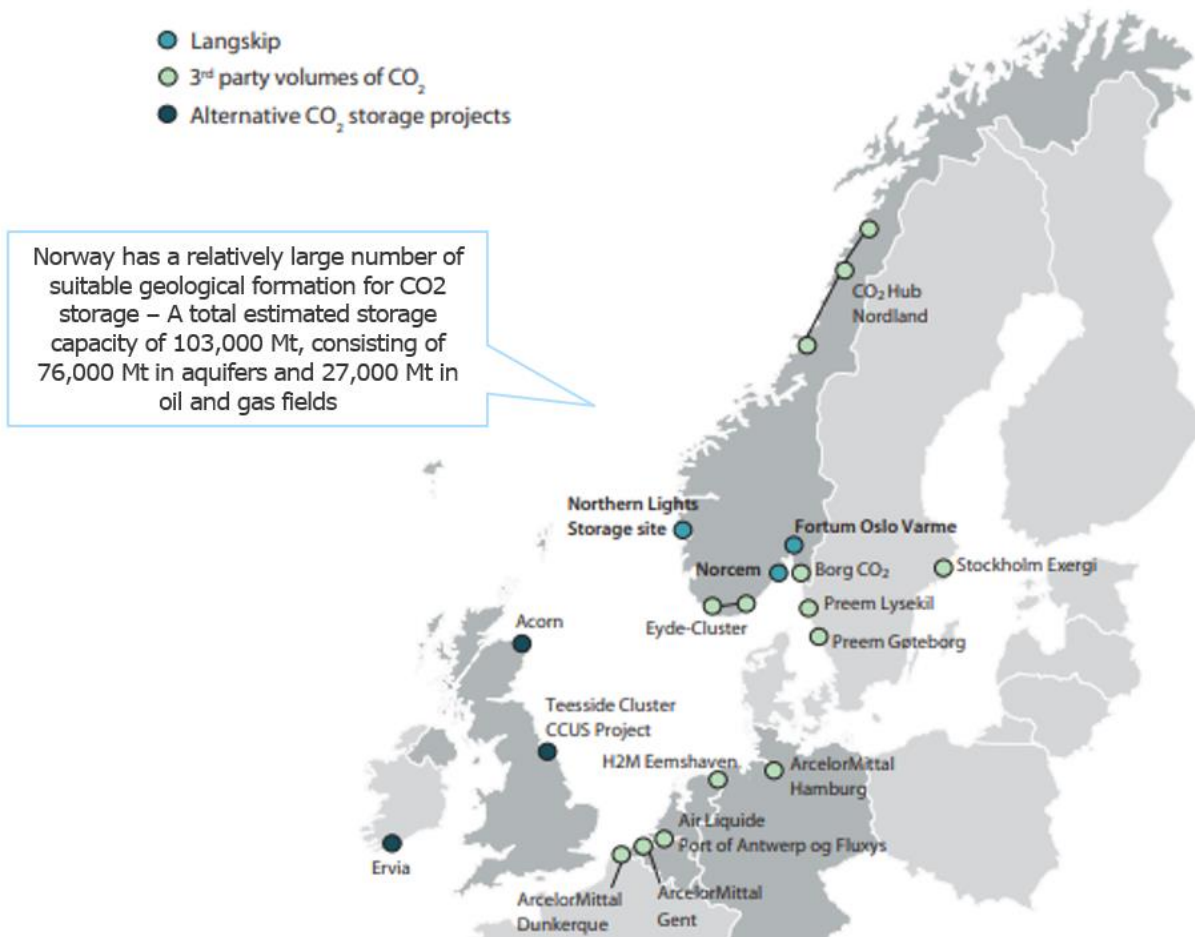 Langskip
3rd party volumes of CO2
Alternative CO2 storage projects
Norway has a relatively large number of
suitable geological formation for CO2
storage – A total estimated storage
capacity of 103,000 Mt, consisting of
76,000 Mt in aquifers and 27,000 Mt in
oil and gas fields
CO2 Hub
Nordland
Northern Lights
Storage site
Fortum Oslo Varme
Norcem
Borg CO2
Stockholm Exergi
Eyde-Cluster
Preem Lysekil
Preem Gøteborg
Acorn
Teesside Cluster
CCUS Project
H2M Eemshaven
ArcelorMittal
Hamburg
Air Liquide
Port of Antwerp og Fluxys
Ervia
ArcelorMittal
Dunkerque
ArcelorMittal
Gent